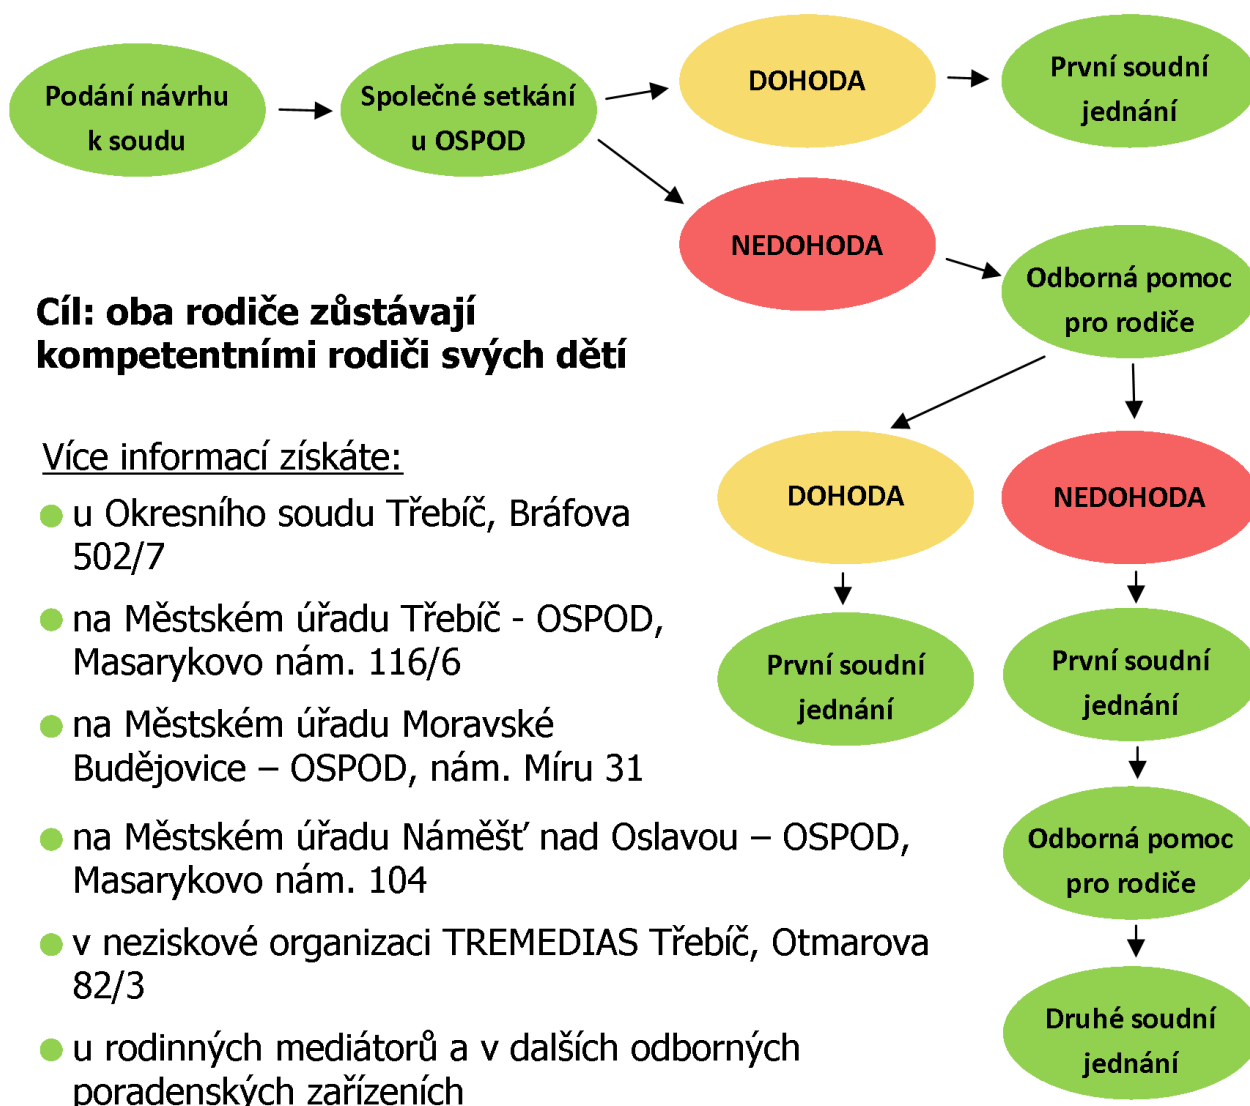 Podání návrhu
k soudu
Společné setkání
u OSPOD
DOHODA
První soudní
jednání
NEDOHODA
Odborná pomoc
pro rodiče
Cíl: oba rodiče zůstávají
kompetentními rodiči svých dětí
DOHODA
NEDOHODA
První soudní
jednání
První soudní
jednání
Odborná pomoc
pro rodiče
Druhé soudní
jednání
Více informací získáte:
u Okresního soudu Třebíč, Bráfova
502/7
na Městském úřadu Třebíč - OSPOD,
Masarykovo nám. 116/6
na Městském úřadu Moravské
Budějovice – OSPOD, nám. Míru 31
na Městském úřadu Náměšť nad Oslavou – OSPOD,
Masarykovo nám. 104
v neziskové organizaci TREMEDIAS Třebíč, Otmarova
82/3
u rodinných mediátorů a v dalších odborných
poradenských zařízeních